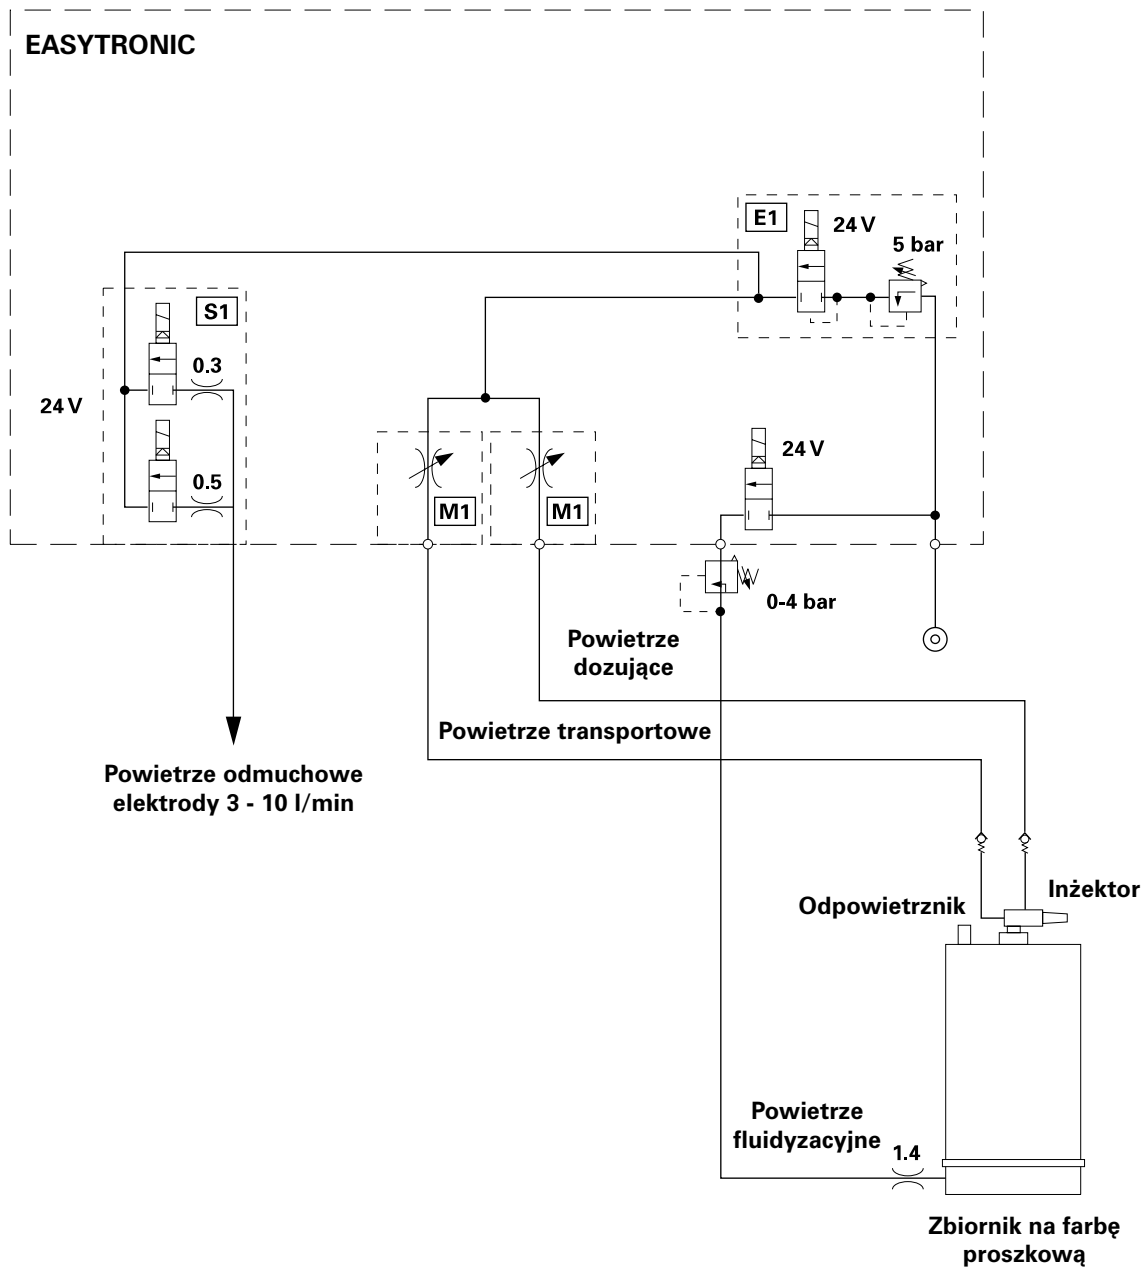 EASYTRONIC
E1
24 V
5 bar
S1
0.3
24 V
0.5
24 V
M1
M1
0-4 bar
Powietrze
dozujące
Powietrze transportowe
Powietrze odmuchowe
elektrody 3 - 10 l/min
Odpowietrznik
Inżektor
Powietrze
fluidyzacyjne
1.4
Zbiornik na farbę
proszkową